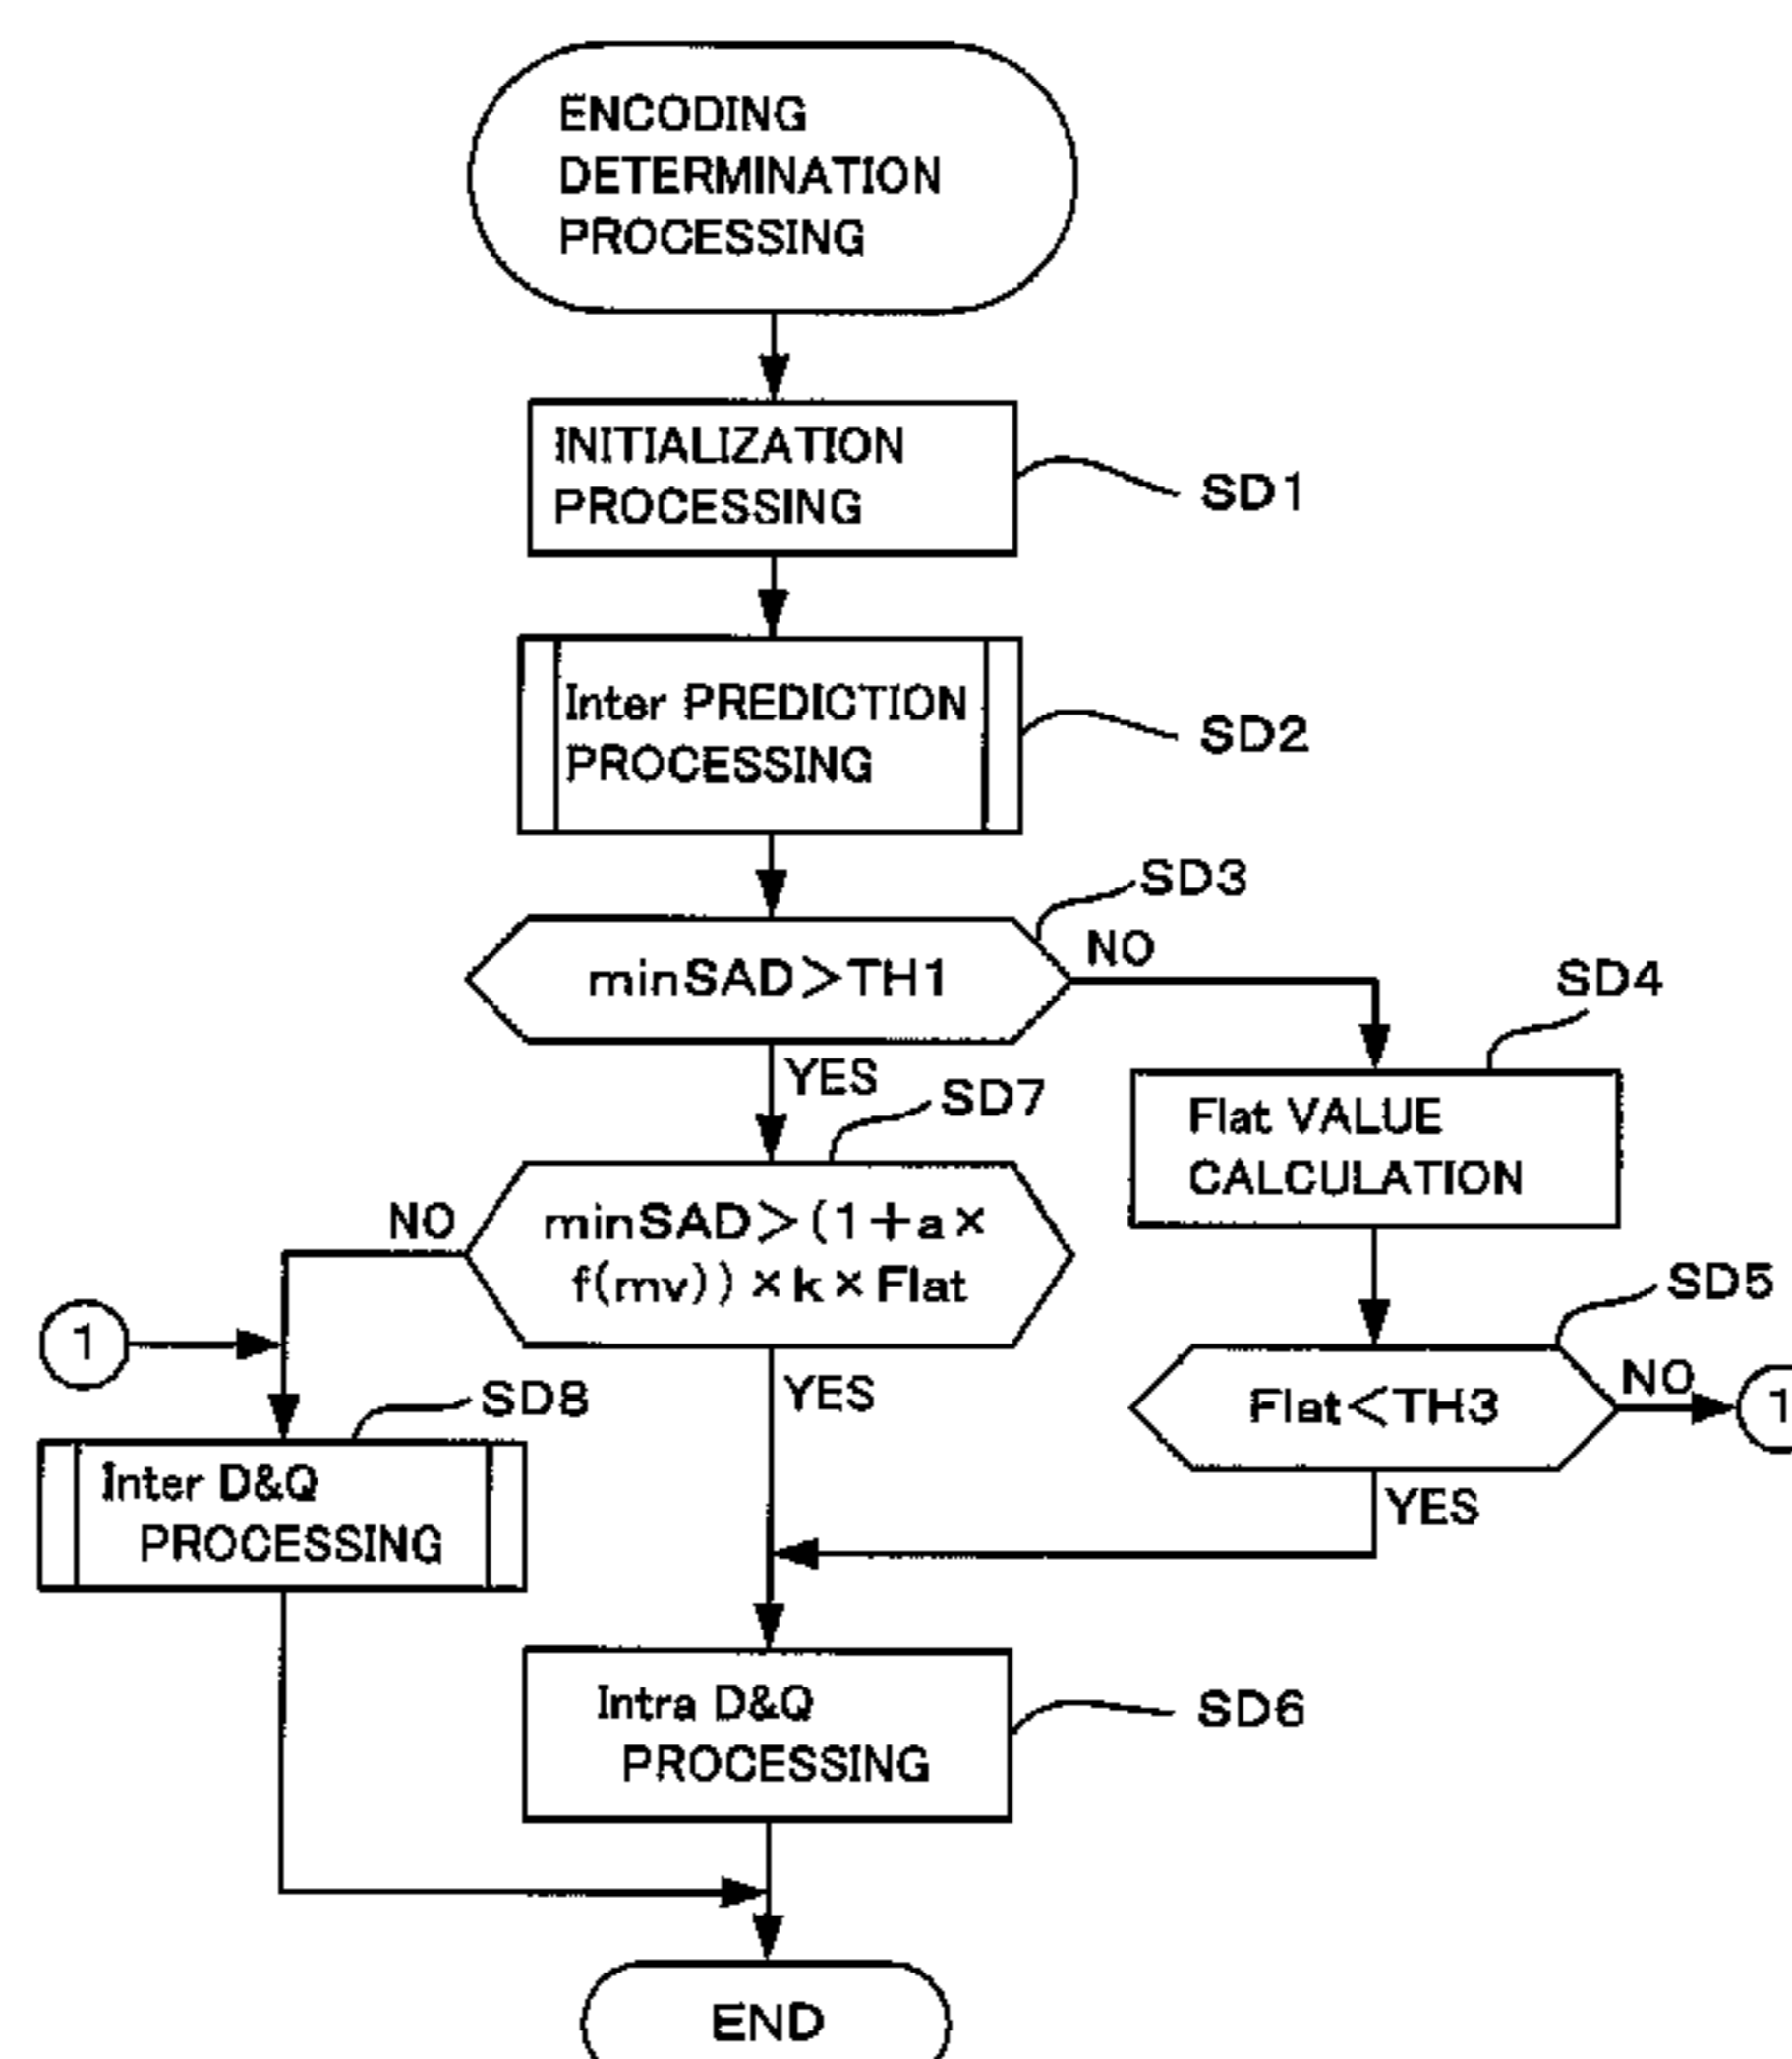 ENCODING
DETERMINATION
PROCESSING
INITIALIZATION
PROCESSING
SD1
Inter PREDICTION
PROCESSING
SD2
SD3
minSAD>TH1
NO
YES
SD4
Flat VALUE
CALCULATION
SD7
NO
minSAD>(1+a×
f(mv))×k×Flat
YES
SD5
Flat<TH3
NO
1
YES
1
SD8
Inter D&Q
PROCESSING
Intra D&Q
PROCESSING
SD6
END